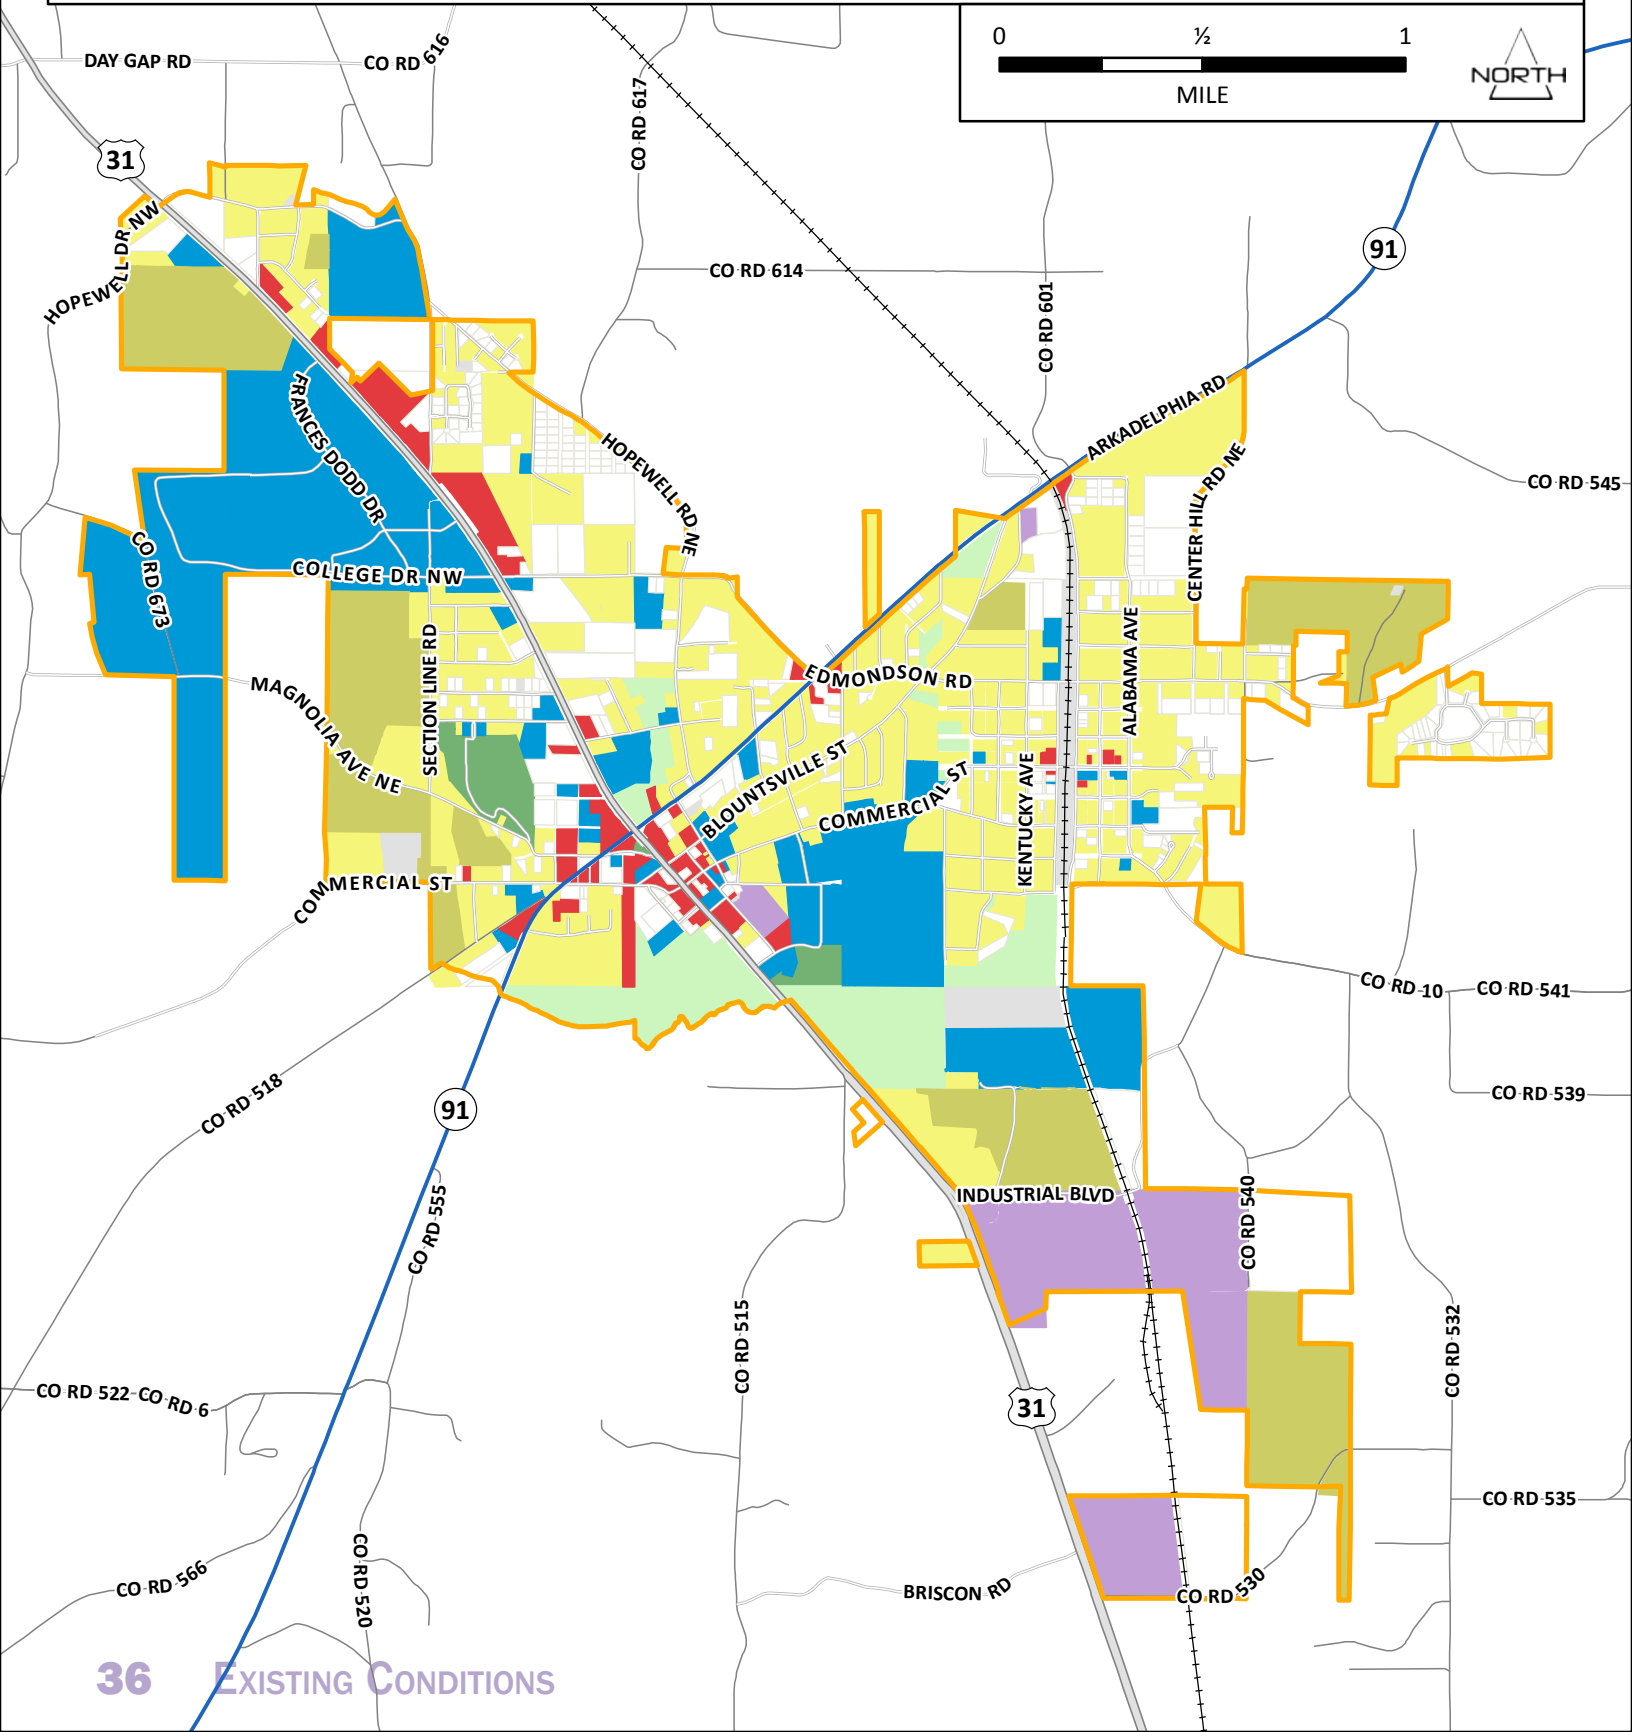 0 ½ 1
MILE
NORTH
DAY GAP RD
CO RD 616
CO RD 617
31
91
HOPEWELL DR NW
CO RD 614
CO RD 601
FRANCES DODD DR
ARKADELPHIA RD
HOPEWELL RD NE
CENTER HILL RD NE
CO RD 545
CO RD 673
COLLEGE DR NW
SECTION LINE RD
ALABAMA AVE
MAGNOLIA AVE NE
EDMONDSON RD
BLOUNTSVILLE ST
COMMERCIAL ST
KENTUCKY AVE
COMMERCIAL ST
CO RD 10
CO RD 541
CO RD 518
91
CO RD 539
CO RD 555
INDUSTRIAL BLVD
CO RD 540
CO RD 515
CO RD 532
CO RD 522
CO RD 6
31
CO RD 535
CO RD 566
CO RD 520
BRISCON RD
CO RD 530
36 EXISTING CONDITIONS